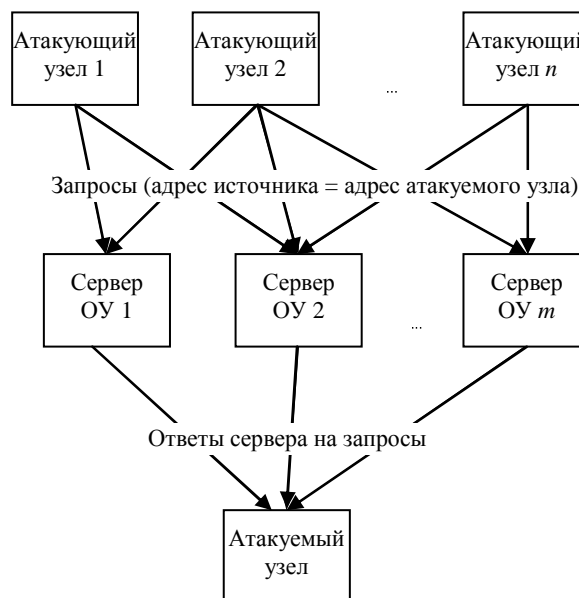 Атакующий
узел 1
Атакующий
узел 2
...
Атакующий
узел n
Запросы (адрес источника = адрес атакуемого узла)
Сервер
ОУ 1
Сервер
ОУ 2
...
Сервер
ОУ m
Ответы сервера на запросы
Атакуемый
узел